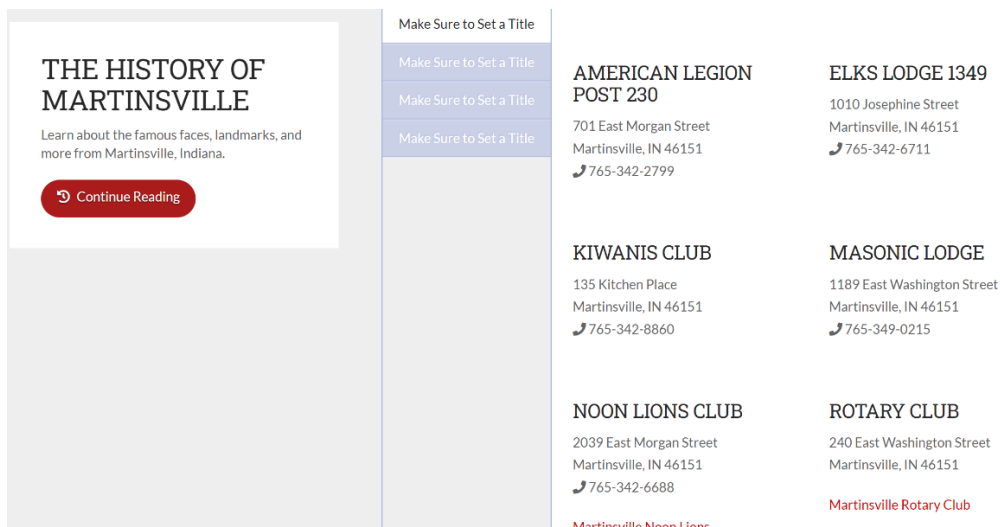 THE HISTORY OF
MARTINSVILLE
Learn about the famous faces, landmarks, and
more from Martinsville, Indiana.
Continue Reading
Make Sure to Set a Title
Make Sure to Set a Title
Make Sure to Set a Title
Make Sure to Set a Title
AMERICAN LEGION
POST 230
701 East Morgan Street
Martinsville, IN 46151
765-342-2799
ELKS LODGE 1349
1010 Josephine Street
Martinsville, IN 46151
765-342-6711
KIWANIS CLUB
135 Kitchen Place
Martinsville, IN 46151
765-342-8860
MASONIC LODGE
1189 East Washington Street
Martinsville, IN 46151
765-349-0215
NOON LIONS CLUB
2039 East Morgan Street
Martinsville, IN 46151
765-342-6688
Martinsville Noon Lions
ROTARY CLUB
240 East Washington Street
Martinsville, IN 46151
Martinsville Rotary Club